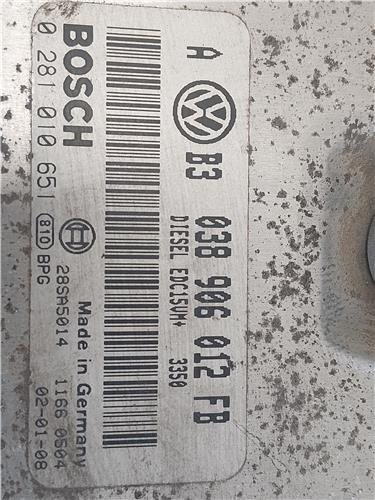 A B3 038 906 012 FB
DIESEL EDC15VM+ 3350
BOSCH
0 281 010 651 810 BPG
28SA5014 1166 0504
Made in Germany 02-01-08